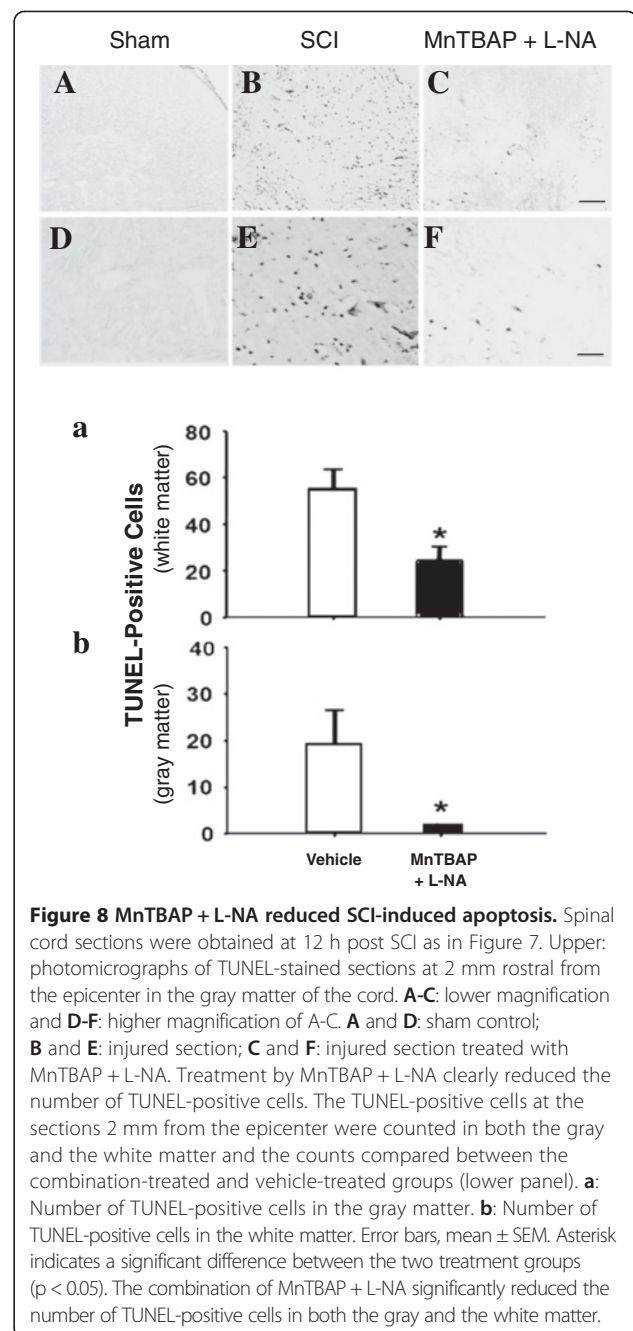 Sham SCI MnTBAP + L-NA
A B C
D E F
a
80
60
40
20
0
*
TUNEL-Positive Cells
(white matter)
b
40
30
20
10
0
*
(gray matter)
Vehicle MnTBAP
+ L-NA
Figure 8 MnTBAP + L-NA reduced SCI-induced apoptosis. Spinal
cord sections were obtained at 12 h post SCI as in Figure 7. Upper:
photomicrographs of TUNEL-stained sections at 2 mm rostral from
the epicenter in the gray matter of the cord. A-C: lower magnification
and D-F: higher magnification of A-C. A and D: sham control;
B and E: injured section; C and F: injured section treated with
MnTBAP + L-NA. Treatment by MnTBAP + L-NA clearly reduced the
number of TUNEL-positive cells. The TUNEL-positive cells at the
sections 2 mm from the epicenter were counted in both the gray
and the white matter and the counts compared between the
combination-treated and vehicle-treated groups (lower panel). a:
Number of TUNEL-positive cells in the gray matter. b: Number of
TUNEL-positive cells in the white matter. Error bars, mean ± SEM. Asterisk
indicates a significant difference between the two treatment groups
(p < 0.05). The combination of MnTBAP + L-NA significantly reduced the
number of TUNEL-positive cells in both the gray and the white matter.